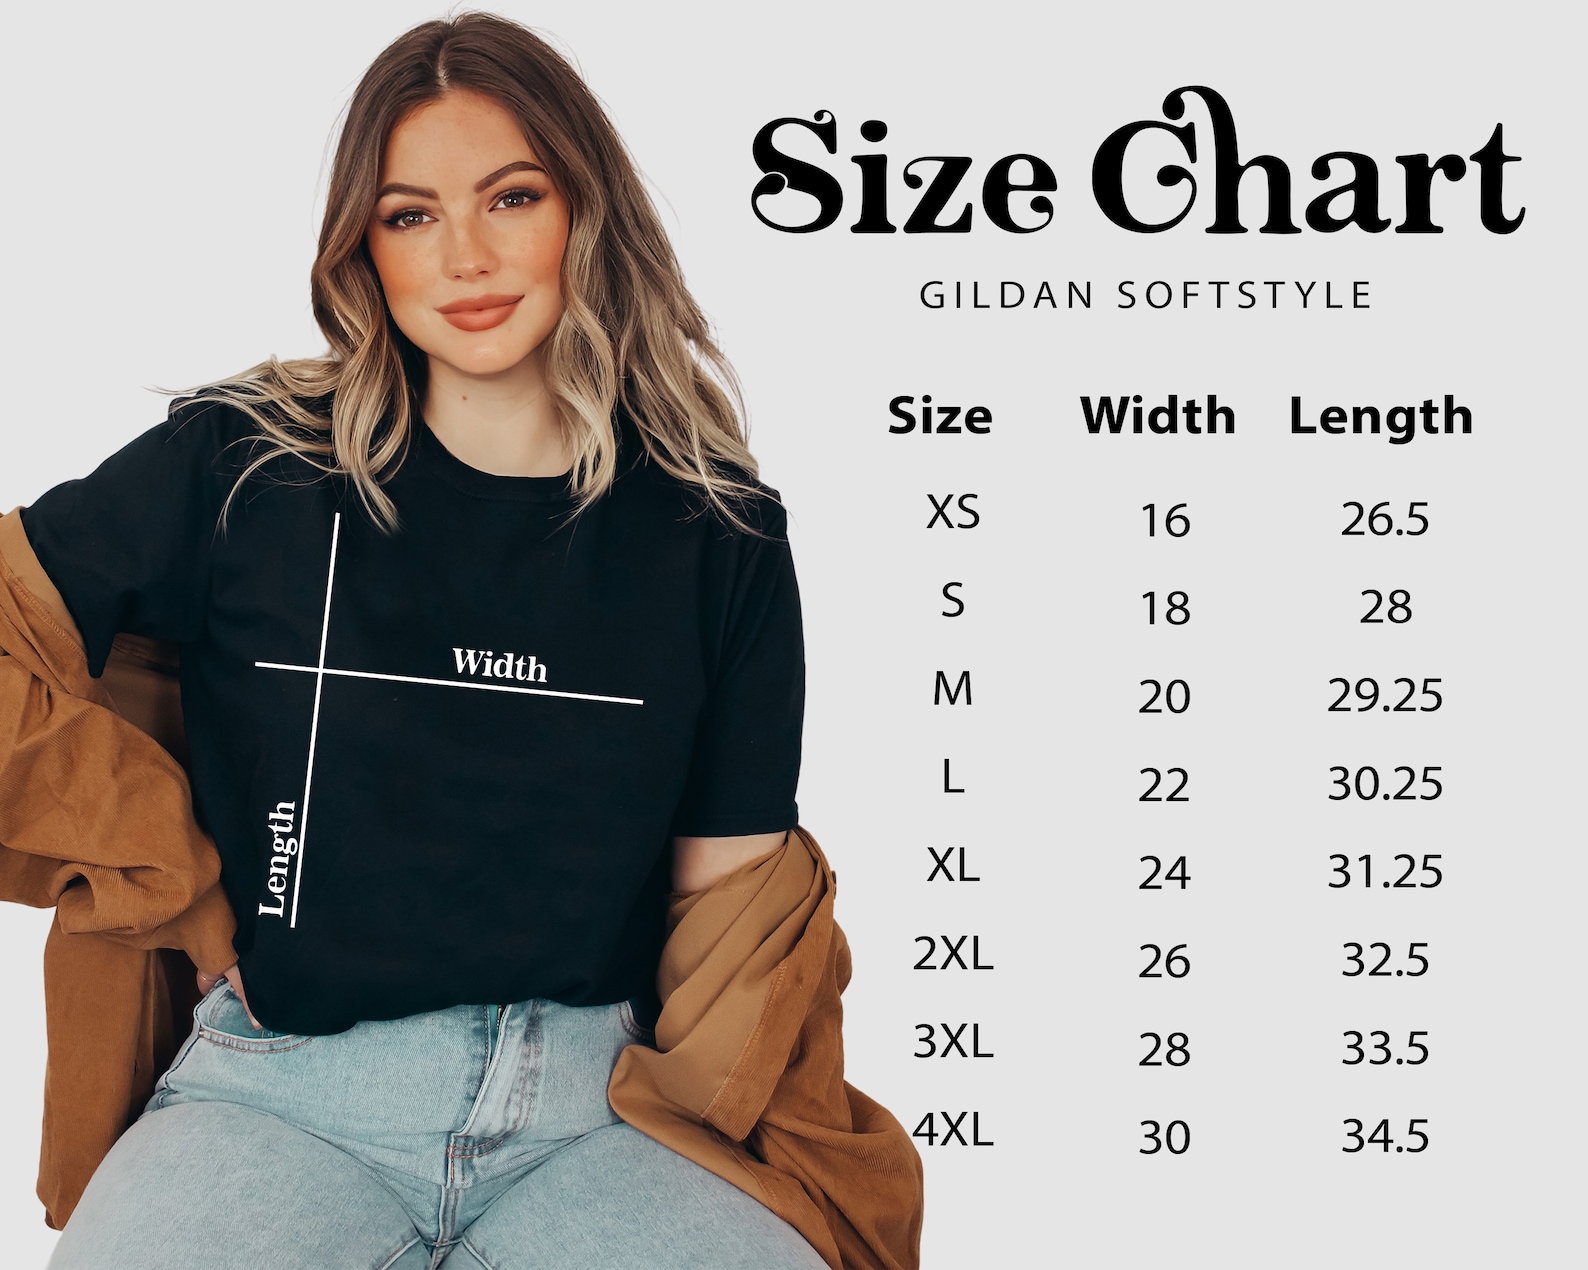 Size Chart
GILDAN SOFTSTYLE
Size Width Length
XS 16 26.5
S 18 28
M 20 29.25
L 22 30.25
XL 24 31.25
2XL 26 32.5
3XL 28 33.5
4XL 30 34.5
Width
Length